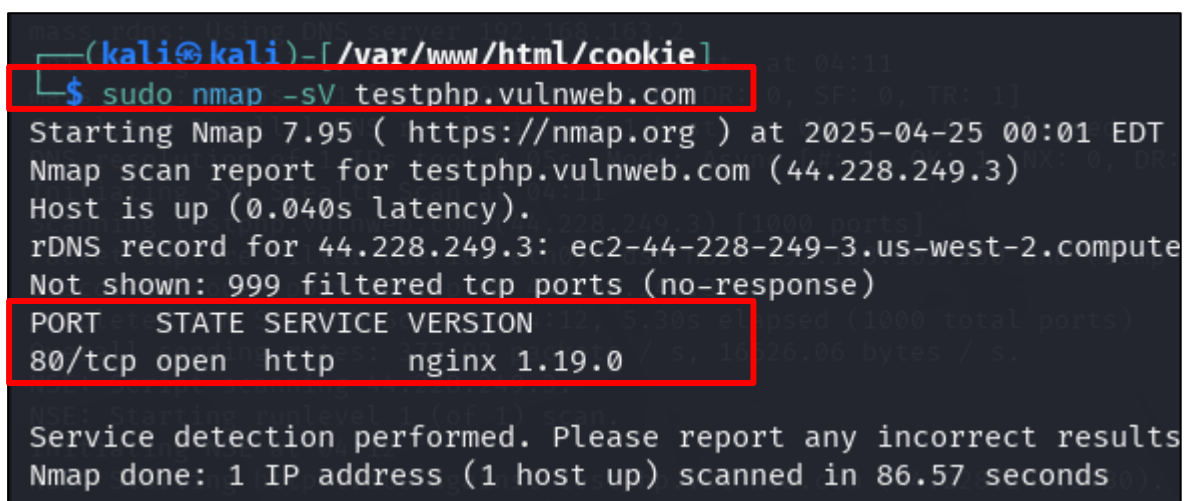 ┌──(kali㉿kali)-[/var/www/html/cookie]
└─$ sudo nmap -sV testphp.vulnweb.com
Starting Nmap 7.95 ( https://nmap.org ) at 2025-04-25 00:01 EDT
Nmap scan report for testphp.vulnweb.com (44.228.249.3)
Host is up (0.040s latency).
rDNS record for 44.228.249.3: ec2-44-228-249-3.us-west-2.compute
Not shown: 999 filtered tcp ports (no-response)
PORT   STATE SERVICE VERSION
80/tcp open  http    nginx 1.19.0
Service detection performed. Please report any incorrect results
Nmap done: 1 IP address (1 host up) scanned in 86.57 seconds